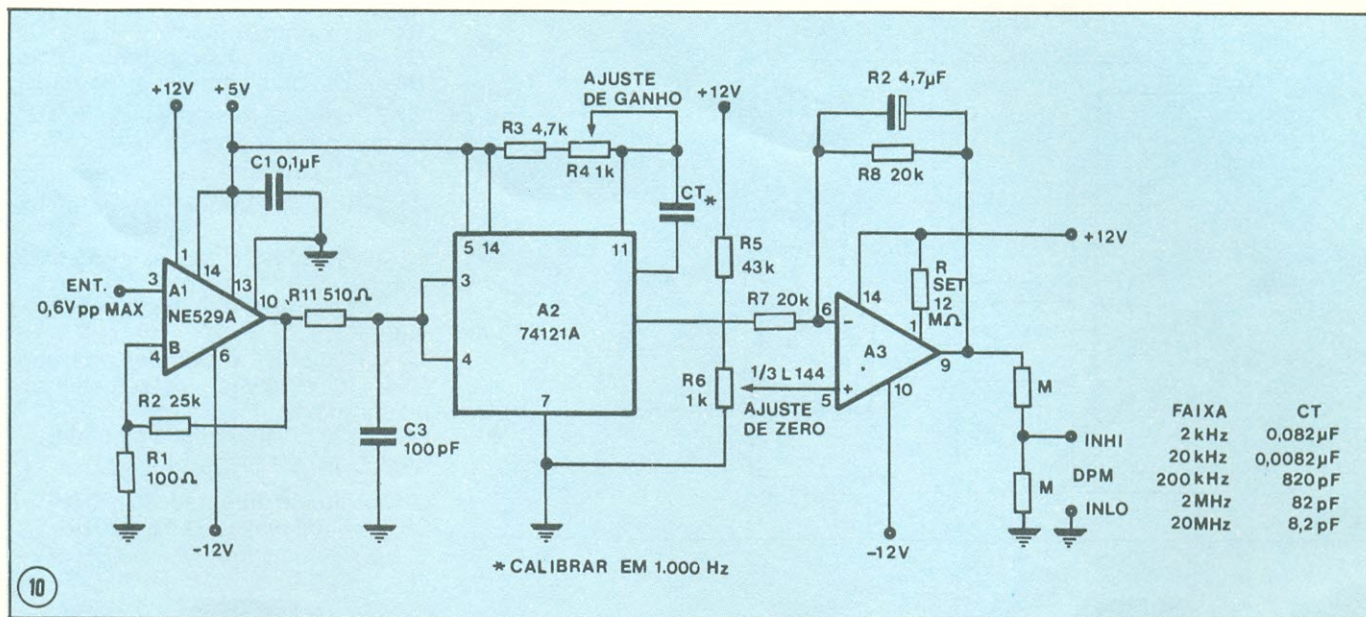 +12V
+5V
C1 0,1µF
1
14
13
3
A1
NE529A
10
B
4
6
ENT.
0,6Vpp MAX
R11 510Ω
R2 25k
R1
100Ω
-12V
C3
100pF
R3 4,7k
AJUSTE
DE GANHO
R4 1k
CT*
5
14
11
3
4
A2
74121A
7
+12V
R5
43k
R6
1k
R7 20k
1/3 L144
AJUSTE
DE ZERO
R2 4,7µF
R8 20k
6
-
14
A3
+
5
10
1
9
R
SET
12
MΩ
+12V
-12V
M
M
INHI
DPM
INLO
FAIXA CT
2kHz 0,082µF
20kHz 0,0082µF
200kHz 820pF
2MHz 82pF
20MHz 8,2pF
* CALIBRAR EM 1.000 Hz
10